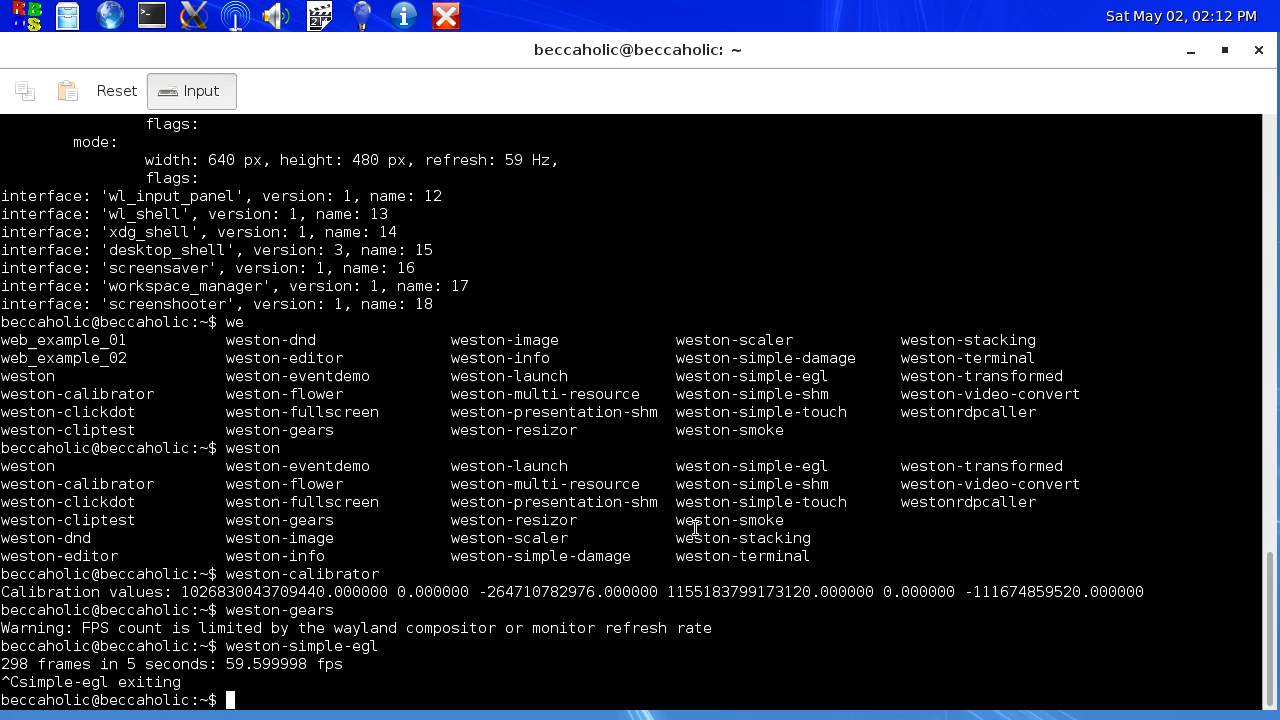 RB
OS
2
Sat May 02, 02:12 PM
beccaholic@beccaholic: ~
Reset
Input
flags:
mode:
width: 640 px, height: 480 px, refresh: 59 Hz,
flags:
interface: 'wl_input_panel', version: 1, name: 12
interface: 'wl_shell', version: 1, name: 13
interface: 'xdg_shell', version: 1, name: 14
interface: 'desktop_shell', version: 3, name: 15
interface: 'screensaver', version: 1, name: 16
interface: 'workspace_manager', version: 1, name: 17
interface: 'screenshooter', version: 1, name: 18
beccaholic@beccaholic:~$ we
web_example_01 weston-dnd weston-image weston-scaler weston-stacking
web_example_02 weston-editor weston-info weston-simple-damage weston-terminal
weston weston-eventdemo weston-launch weston-simple-egl weston-transformed
weston-calibrator weston-flower weston-multi-resource weston-simple-shm weston-video-convert
weston-clickdot weston-fullscreen weston-presentation-shm weston-simple-touch westonrdpcaller
weston-cliptest weston-gears weston-resizor weston-smoke
beccaholic@beccaholic:~$ weston
weston weston-eventdemo weston-launch weston-simple-egl weston-transformed
weston-calibrator weston-flower weston-multi-resource weston-simple-shm weston-video-convert
weston-clickdot weston-fullscreen weston-presentation-shm weston-simple-touch westonrdpcaller
weston-cliptest weston-gears weston-resizor weston-smoke
weston-dnd weston-image weston-scaler weston-stacking
weston-editor weston-info weston-simple-damage weston-terminal
beccaholic@beccaholic:~$ weston-calibrator
Calibration values: 1026830043709440.000000 0.000000 -264710782976.000000 1155183799173120.000000 0.000000 -111674859520.000000
beccaholic@beccaholic:~$ weston-gears
Warning: FPS count is limited by the wayland compositor or monitor refresh rate
beccaholic@beccaholic:~$ weston-simple-egl
298 frames in 5 seconds: 59.599998 fps
^Csimple-egl exiting
beccaholic@beccaholic:~$